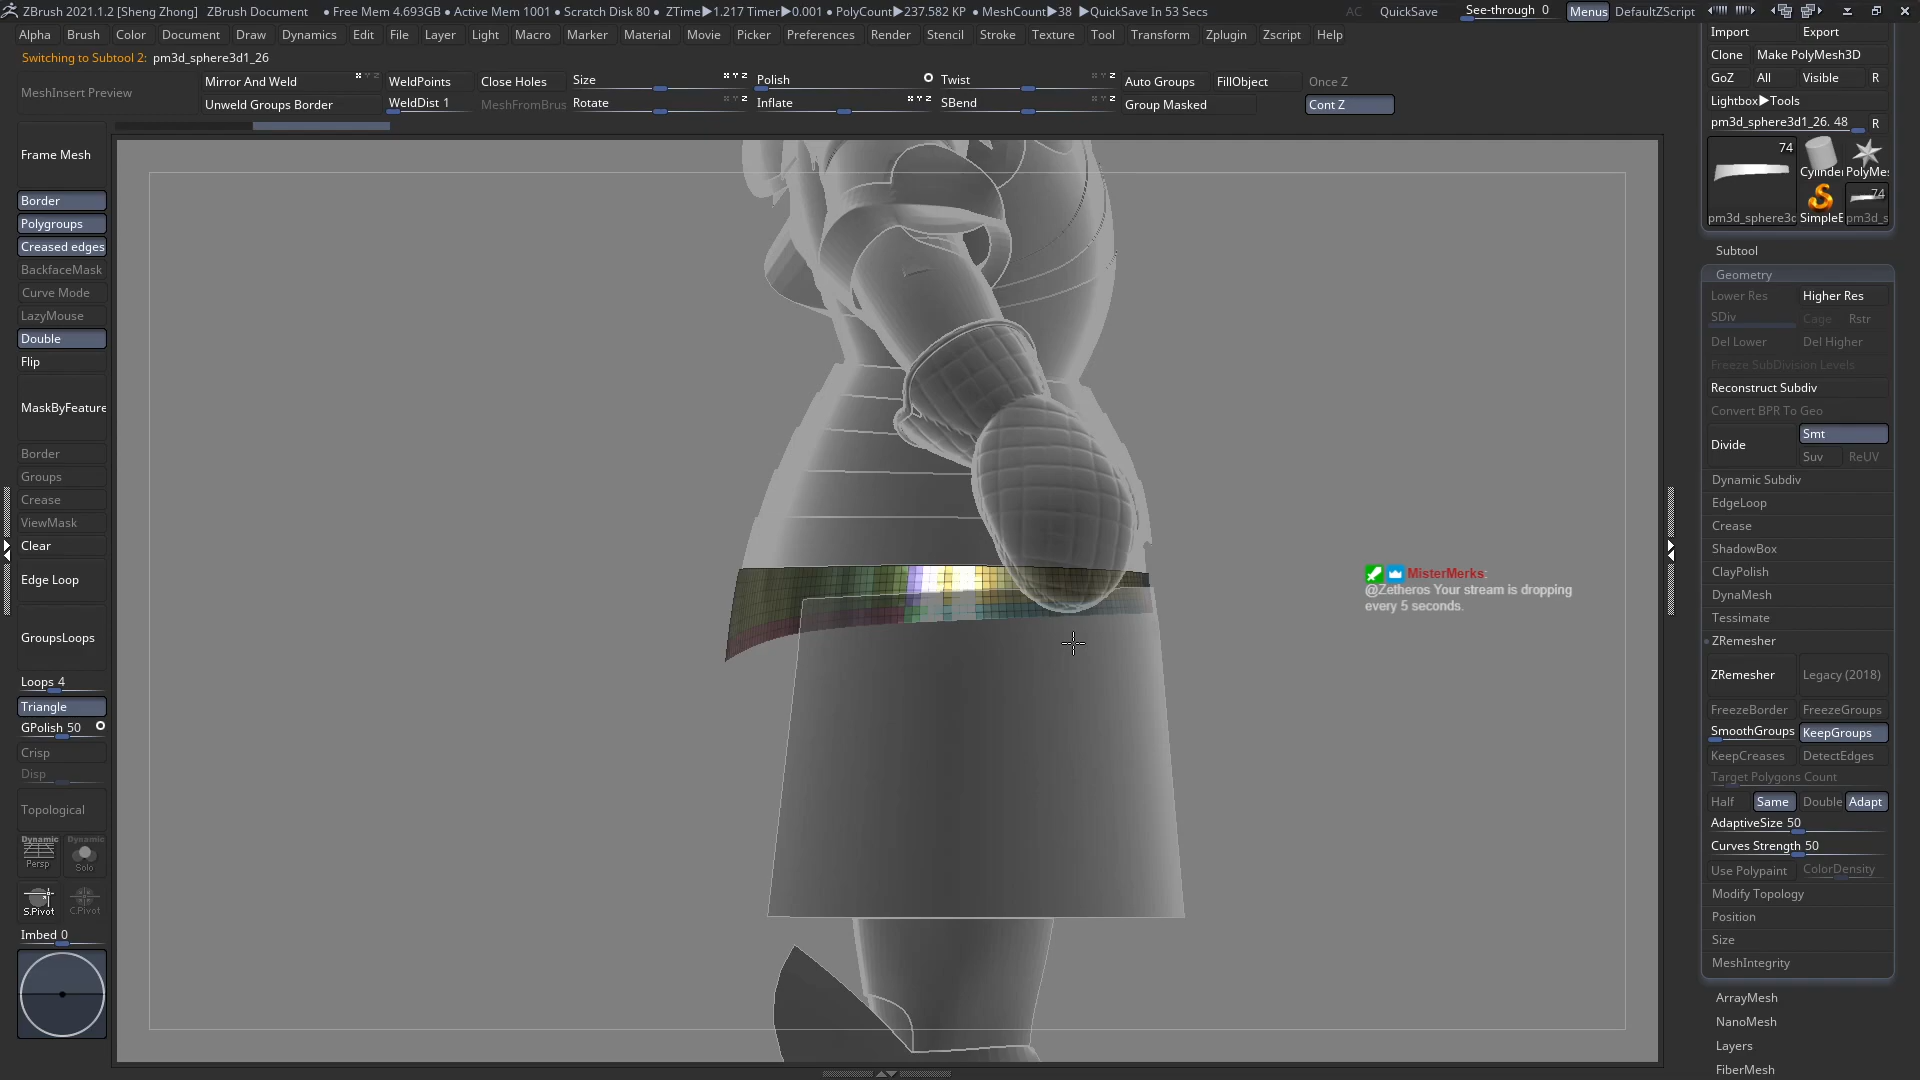 ZBrush 2021.1.2 [Sheng Zhong] ZBrush Document • Free Mem 4.693GB • Active Mem 1001 • Scratch Disk 80 • ZTime▶1.217 Timer▶0.001 • PolyCount▶237.582 KP • MeshCount▶38 ▶QuickSave In 53 Secs AC QuickSave See-through 0 Menus DefaultZScript
Alpha Brush Color Document Draw Dynamics Edit File Layer Light Macro Marker Material Movie Picker Preferences Render Stencil Stroke Texture Tool Transform Zplugin Zscript Help
Switching to Subtool 2: pm3d_sphere3d1_26
MeshInsert Preview
Mirror And Weld WeldPoints Close Holes Size Polish Twist Auto Groups FillObject Once Z
Unweld Groups Border WeldDist 1 MeshFromBrus Rotate Inflate SBend Group Masked Cont Z
Frame Mesh
Border
Polygroups
Creased edges
BackfaceMask
Curve Mode
LazyMouse
Double
Flip
MaskByFeature
Border
Groups
Crease
ViewMask
Clear
Edge Loop
GroupsLoops
Loops 4
Triangle
GPolish 50
Crisp
Disp
Topological
Dynamic Dynamic
Persp Solo
S.Pivot C.Pivot
Imbed 0
MisterMerks:
@Zetheros Your stream is dropping
every 5 seconds.
Import Export
Clone Make PolyMesh3D
GoZ All Visible R
Lightbox▶Tools
pm3d_sphere3d1_26. 48 R
74
Cylinde PolyMes
74
pm3d_sphere3d SimpleE pm3d_s
Subtool
Geometry
Lower Res Higher Res
SDiv Cage Rstr
Del Lower Del Higher
Freeze SubDivision Levels
Reconstruct Subdiv
Convert BPR To Geo
Divide Smt
Suv ReUV
Dynamic Subdiv
EdgeLoop
Crease
ShadowBox
ClayPolish
DynaMesh
Tessimate
ZRemesher
ZRemesher Legacy (2018)
FreezeBorder FreezeGroups
SmoothGroups KeepGroups
KeepCreases DetectEdges
Target Polygons Count
Half Same Double Adapt
AdaptiveSize 50
Curves Strength 50
Use Polypaint ColorDensity
Modify Topology
Position
Size
MeshIntegrity
ArrayMesh
NanoMesh
Layers
FiberMesh